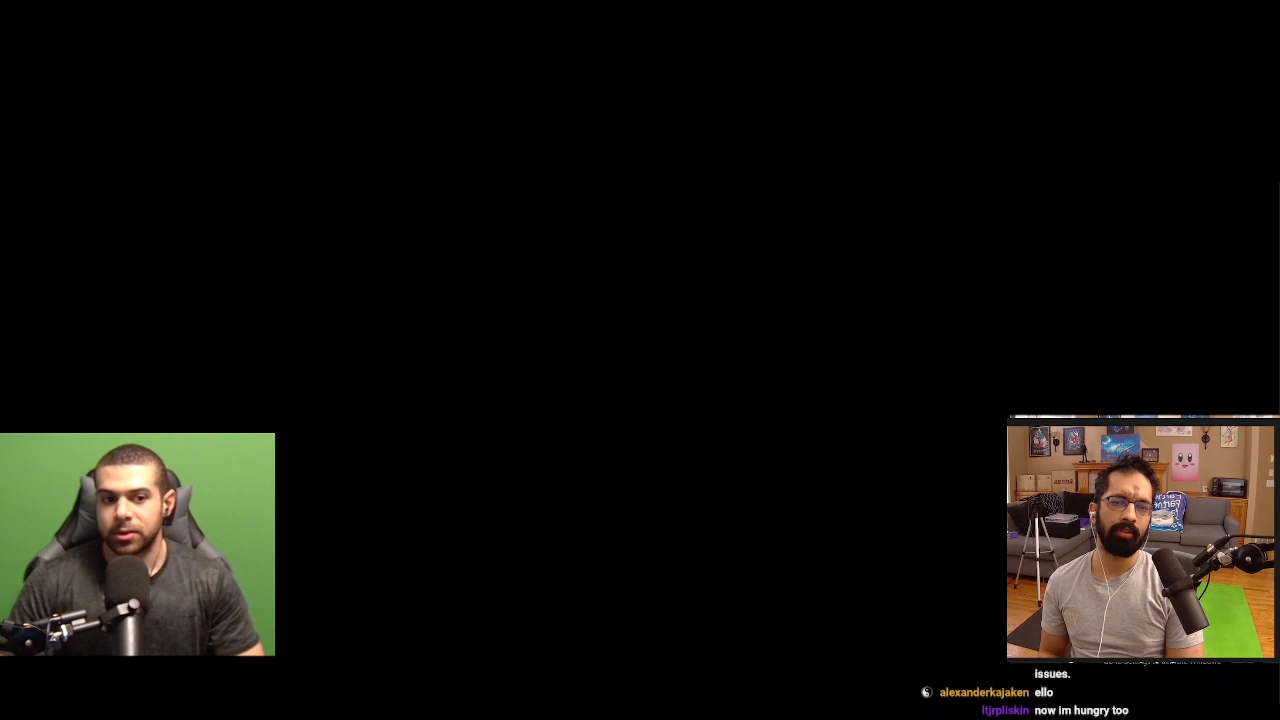 issues.
alexanderkajaken ello
ltjrpliskin now im hungry too